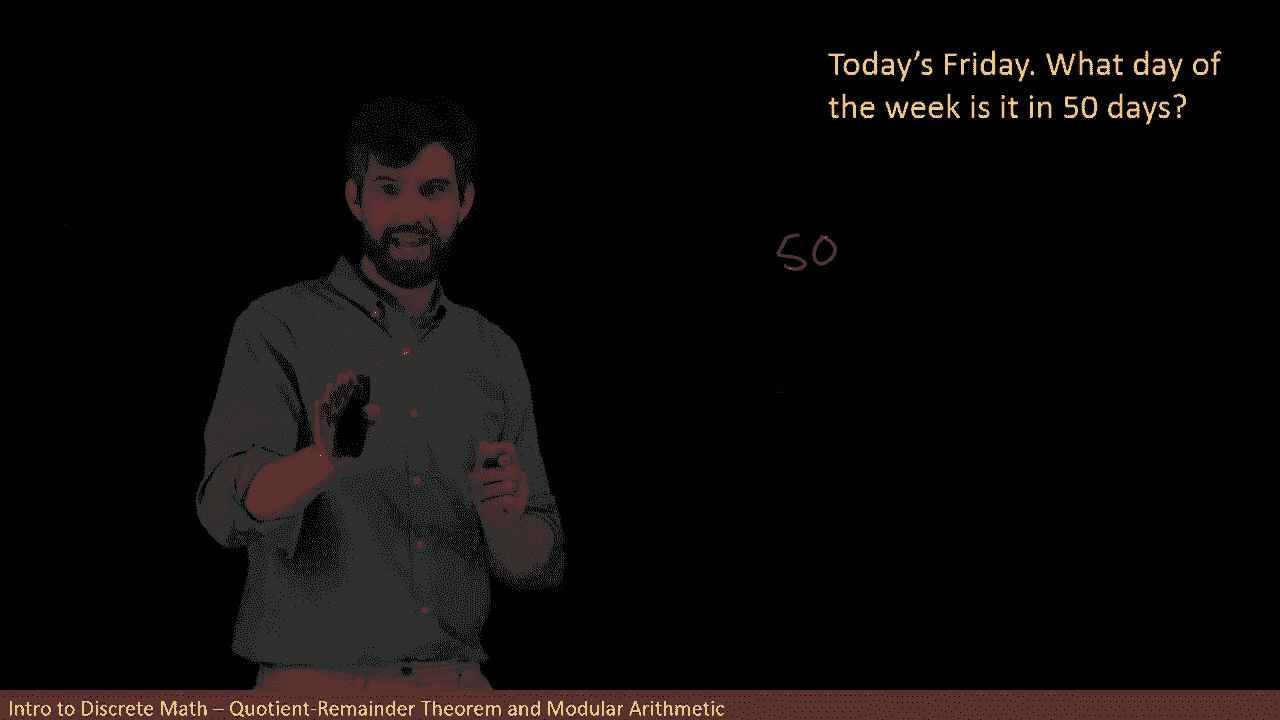 Today's Friday. What day of
the week is it in 50 days?
50
Intro to Discrete Math – Quotient-Remainder Theorem and Modular Arithmetic